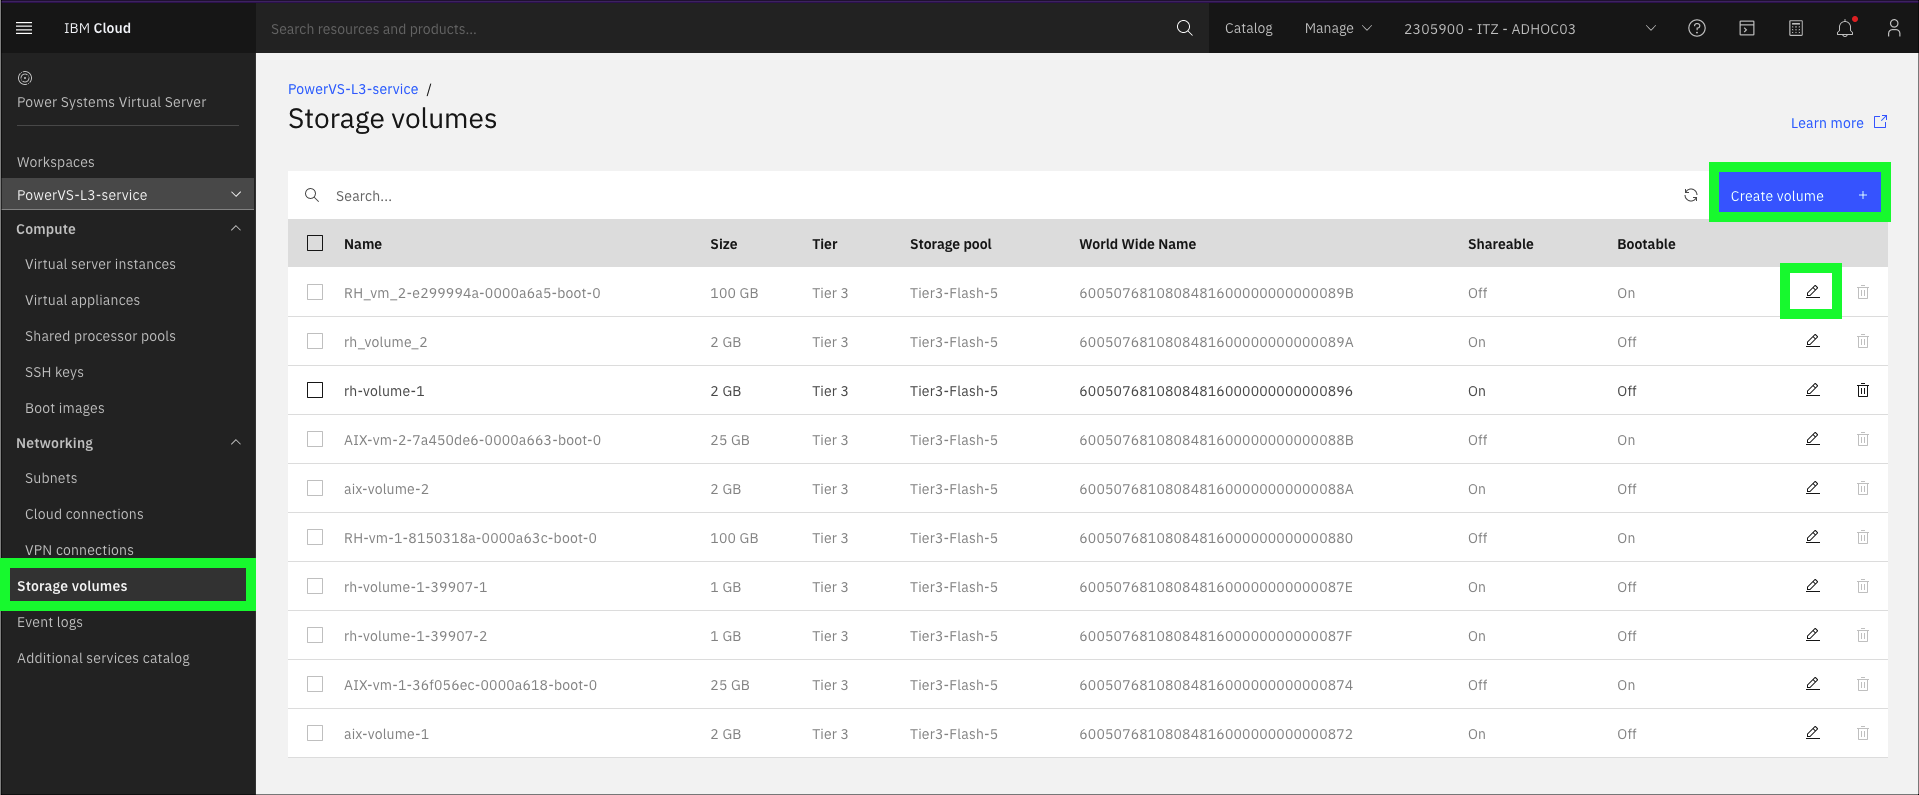 IBM Cloud
Search resources and products...
Catalog
Manage
2305900 - ITZ - ADHOC03
Power Systems Virtual Server
Workspaces
PowerVS-L3-service
Compute
Virtual server instances
Virtual appliances
Shared processor pools
SSH keys
Boot images
Networking
Subnets
Cloud connections
VPN connections
Storage volumes
Event logs
Additional services catalog
PowerVS-L3-service /
Storage volumes
Learn more
Search...
Create volume +
Name Size Tier Storage pool World Wide Name Shareable Bootable
RH_vm_2-e299994a-0000a6a5-boot-0 100 GB Tier 3 Tier3-Flash-5 600507681080848160000000000089B Off On
rh_volume_2 2 GB Tier 3 Tier3-Flash-5 600507681080848160000000000089A On Off
rh-volume-1 2 GB Tier 3 Tier3-Flash-5 6005076810808481600000000000896 On Off
AIX-vm-2-7a450de6-0000a663-boot-0 25 GB Tier 3 Tier3-Flash-5 600507681080848160000000000088B Off On
aix-volume-2 2 GB Tier 3 Tier3-Flash-5 600507681080848160000000000088A On Off
RH-vm-1-8150318a-0000a63c-boot-0 100 GB Tier 3 Tier3-Flash-5 6005076810808481600000000000880 Off On
rh-volume-1-39907-1 1 GB Tier 3 Tier3-Flash-5 600507681080848160000000000087E On Off
rh-volume-1-39907-2 1 GB Tier 3 Tier3-Flash-5 600507681080848160000000000087F On Off
AIX-vm-1-36f056ec-0000a618-boot-0 25 GB Tier 3 Tier3-Flash-5 6005076810808481600000000000874 Off On
aix-volume-1 2 GB Tier 3 Tier3-Flash-5 6005076810808481600000000000872 On Off